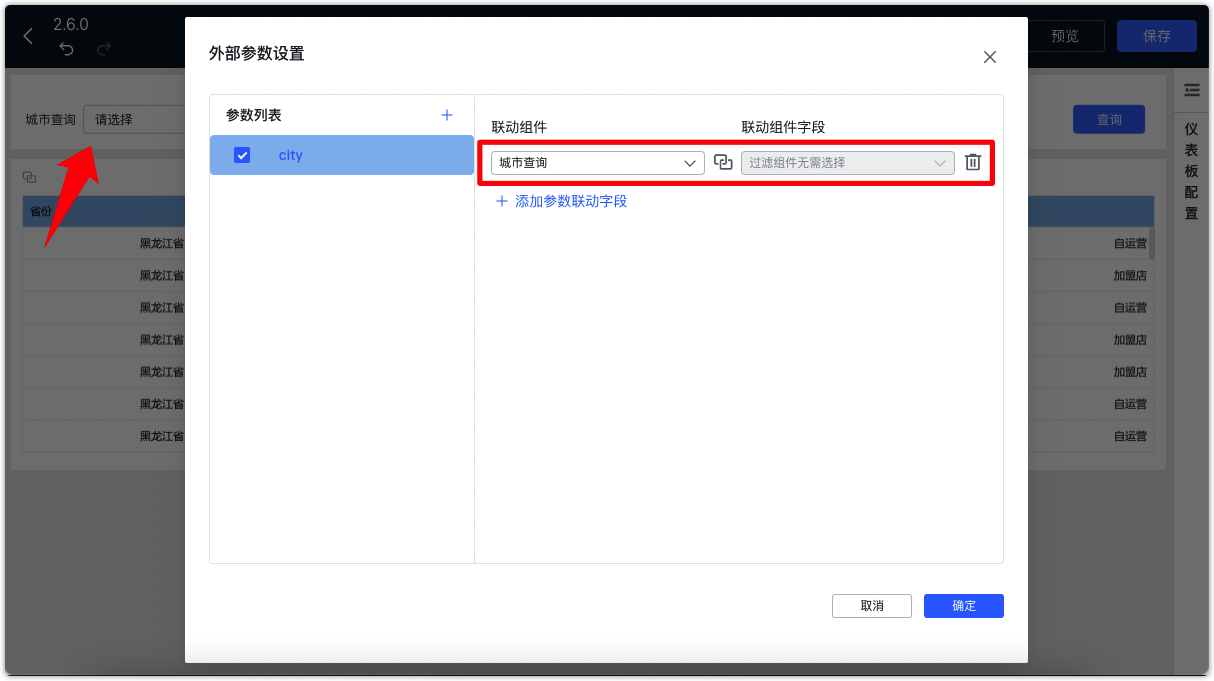 2.6.0
预览
保存
外部参数设置
参数列表
city
联动组件
联动组件字段
城市查询
过滤组件无需选择
添加参数联动字段
取消
确定
城市查询
请选择
查询
省份
黑龙江省
自运营
黑龙江省
加盟店
黑龙江省
自运营
黑龙江省
加盟店
黑龙江省
加盟店
黑龙江省
自运营
黑龙江省
自运营
仪
表
板
配
置